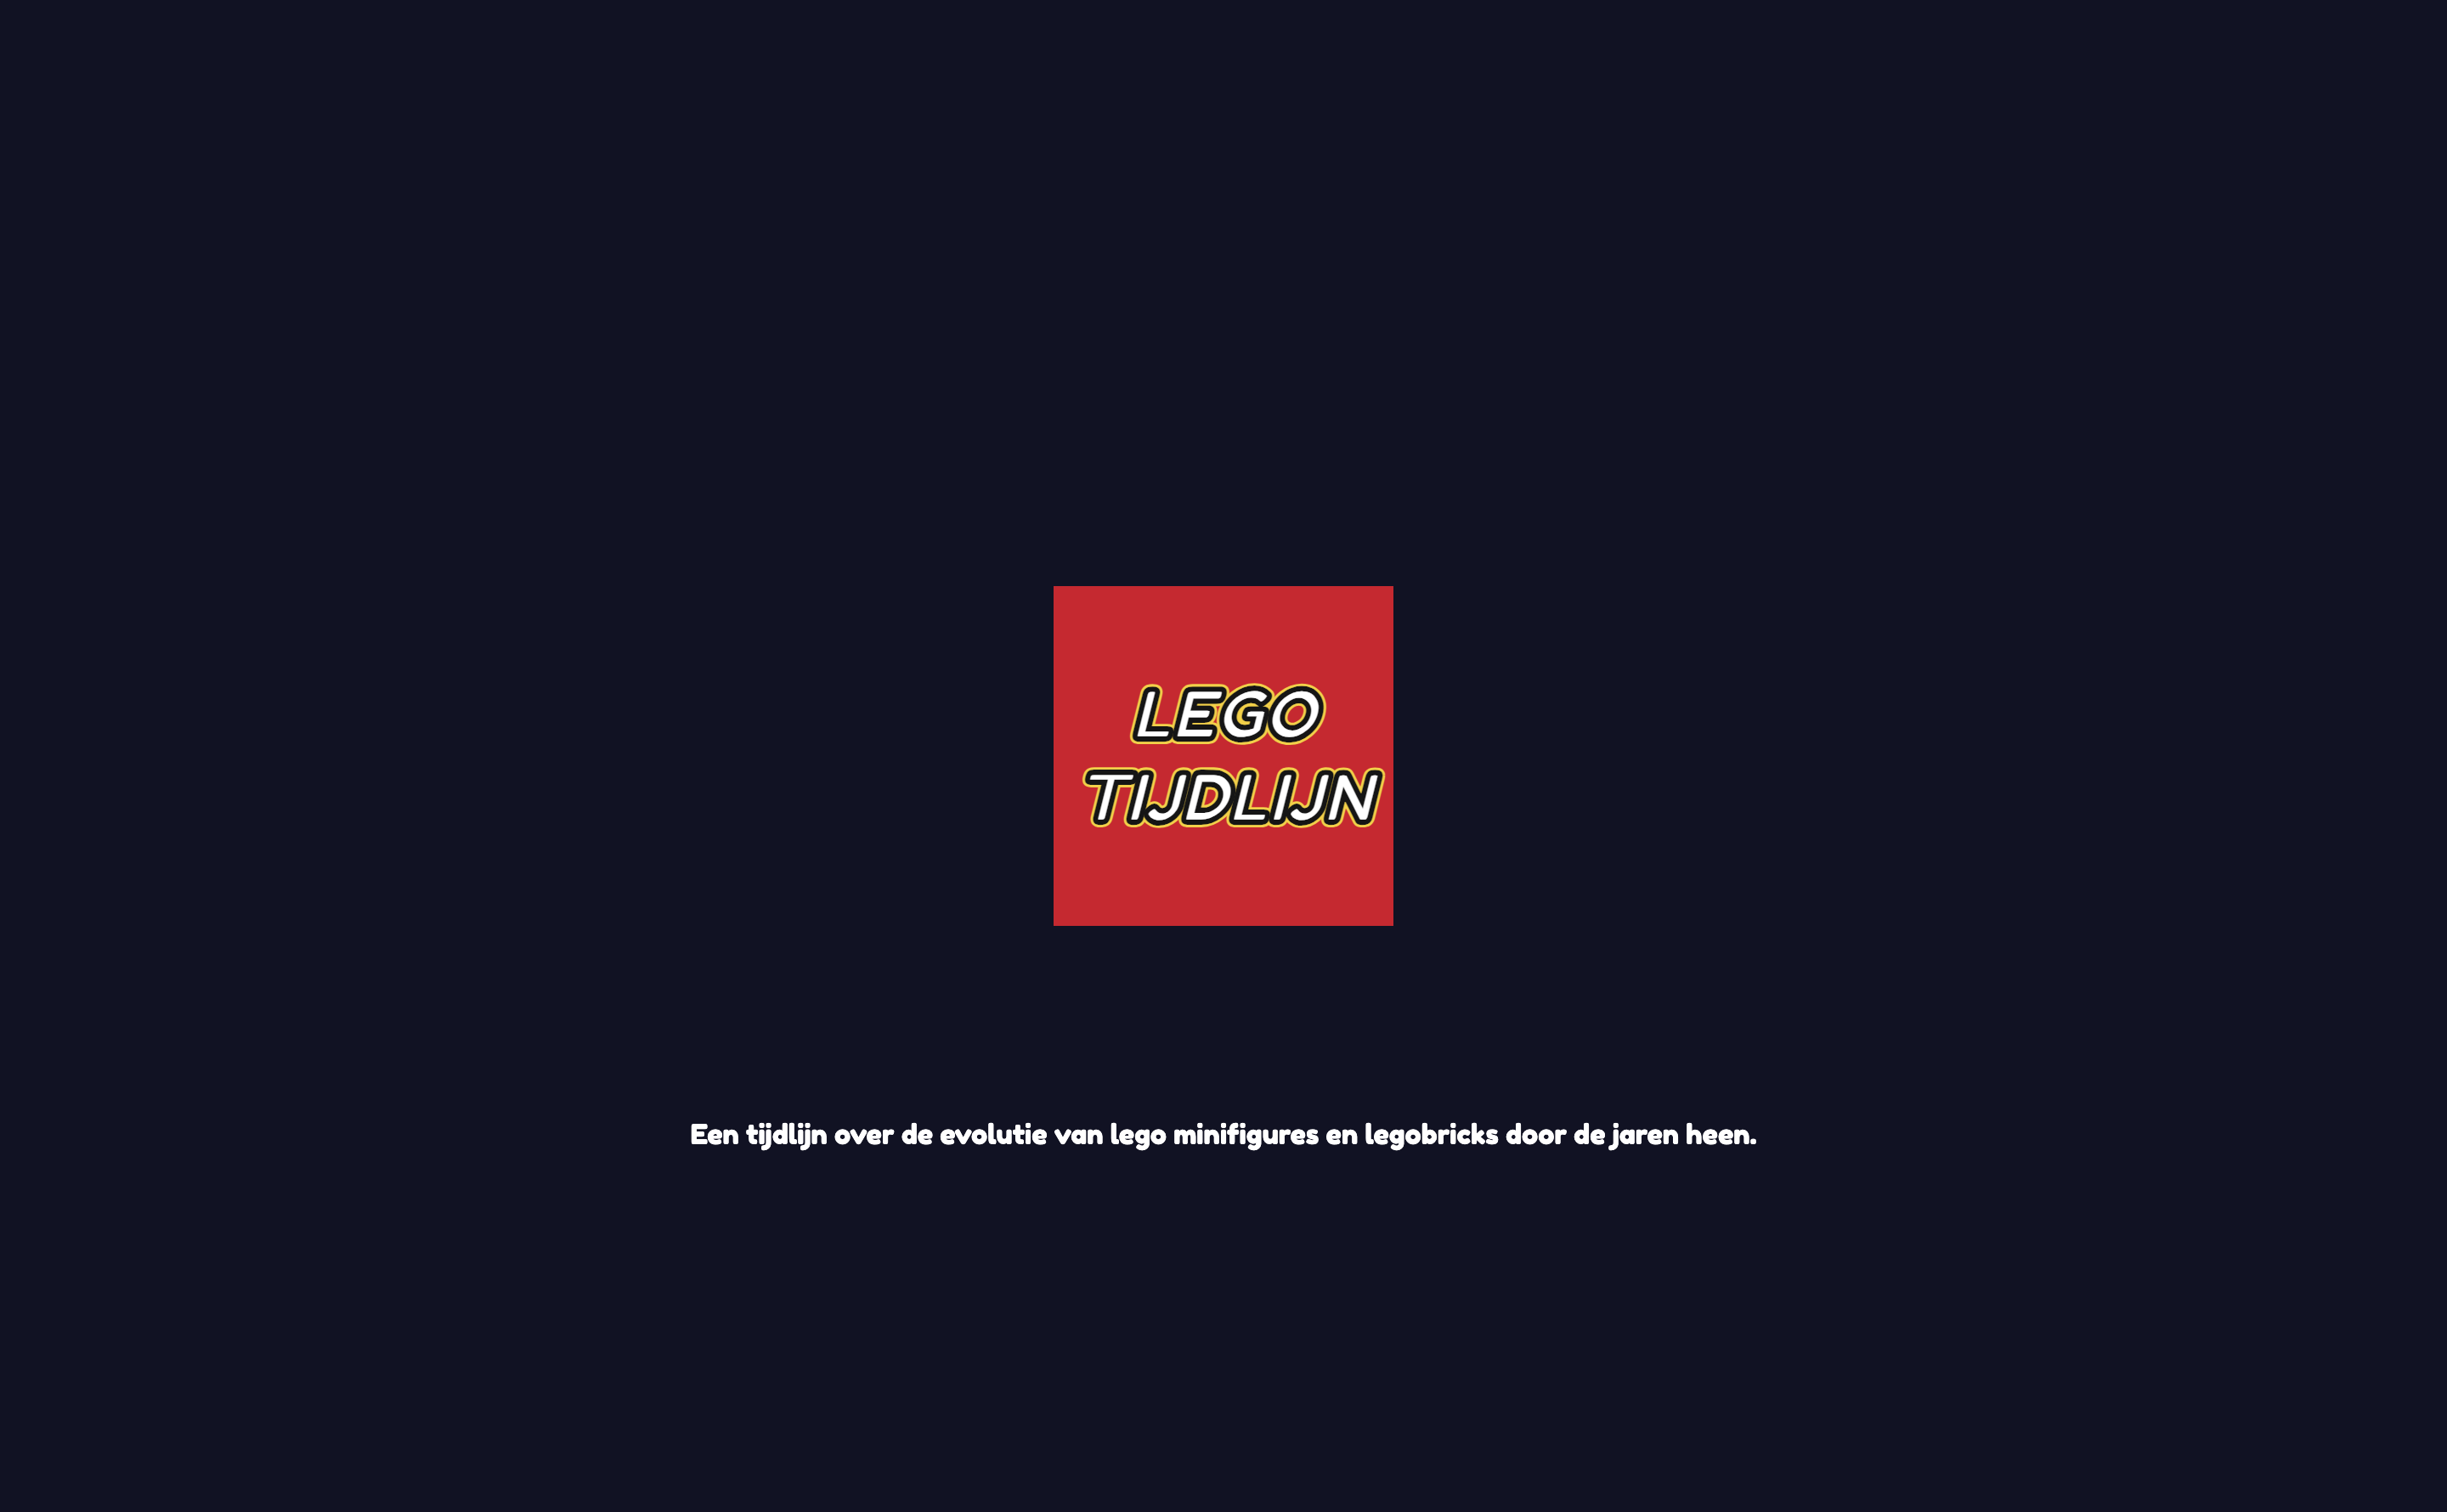 LEGO
TIJDLIJN
Een tijdlijn over de evolutie van lego minifigures en legobricks door de jaren heen.